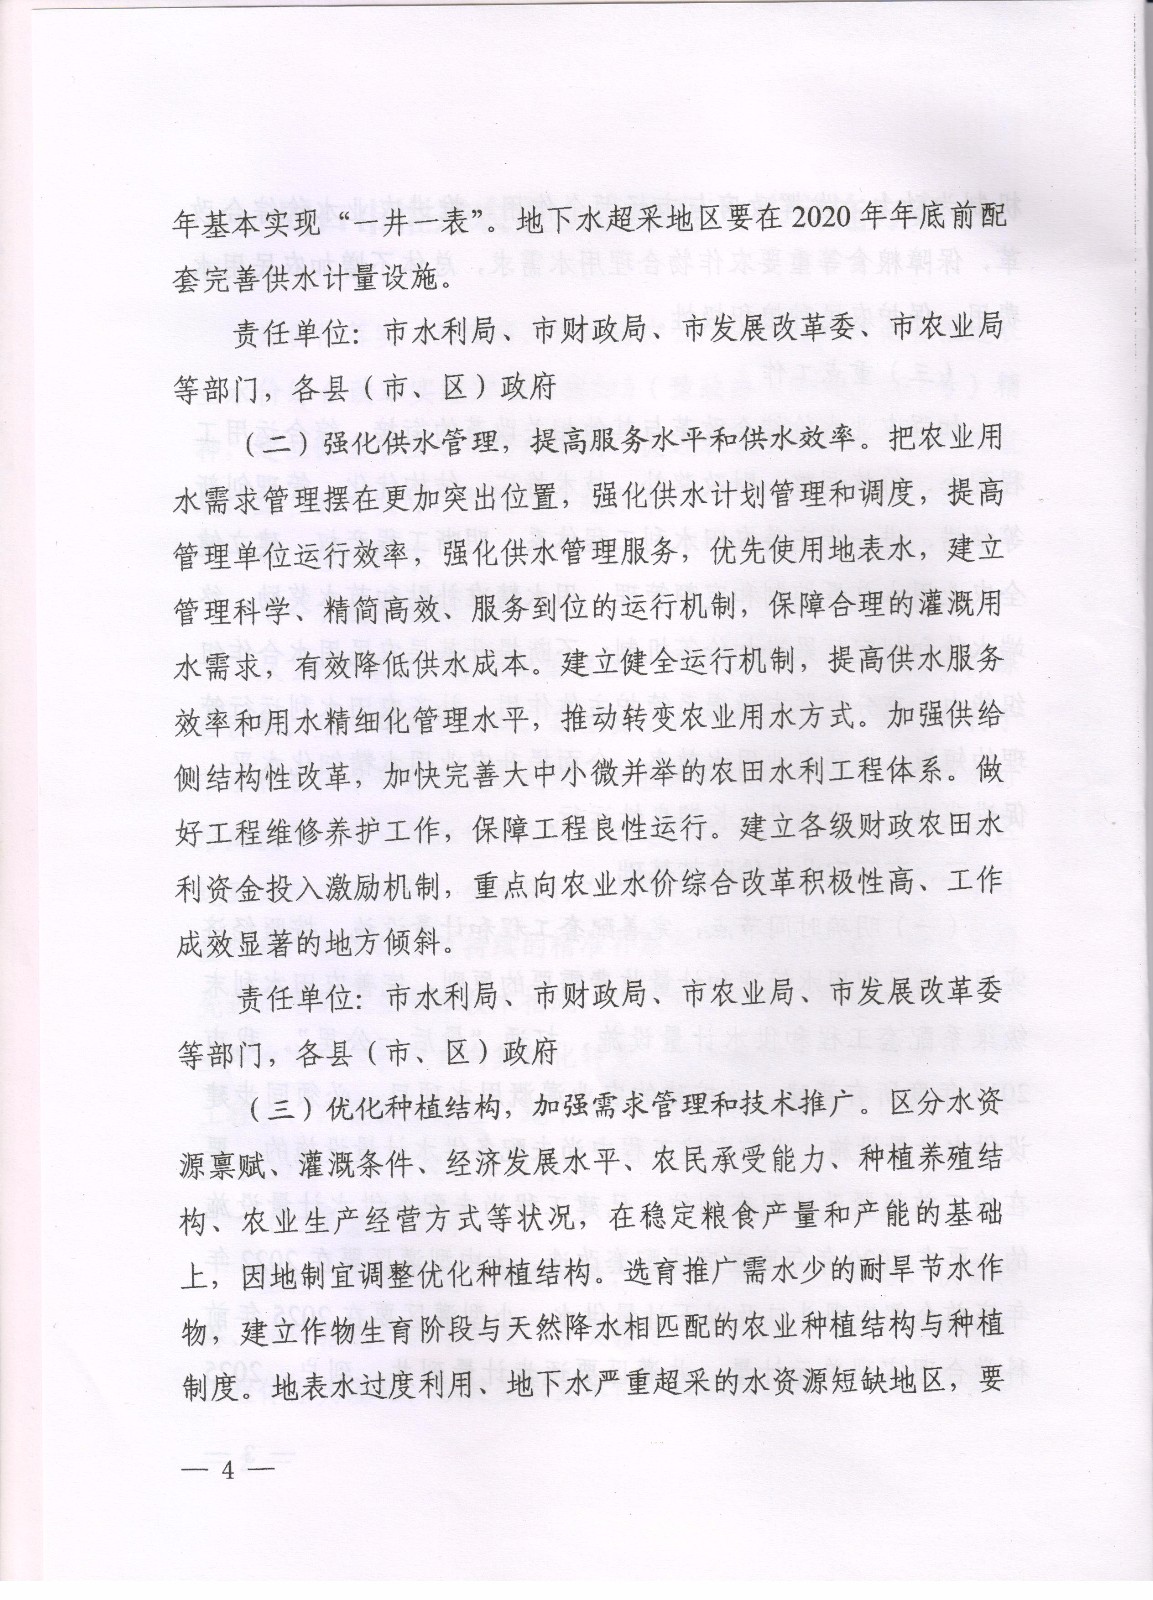 年基本实现“一井一表”。地下水超采地区要在 2020 年年底前配
套完善供水计量设施。
责任单位：市水利局、市财政局、市发展改革委、市农业局
等部门，各县（市、区）政府
（二）强化供水管理，提高服务水平和供水效率。把农业用
水需求管理摆在更加突出位置，强化供水计划管理和调度，提高
管理单位运行效率，强化供水管理服务，优先使用地表水，建立
管理科学、精简高效、服务到位的运行机制，保障合理的灌溉用
水需求，有效降低供水成本。建立健全运行机制，提高供水服务
效率和用水精细化管理水平，推动转变农业用水方式。加强供给
侧结构性改革，加快完善大中小微并举的农田水利工程体系。做
好工程维修养护工作，保障工程良性运行。建立各级财政农田水
利资金投入激励机制，重点向农业水价综合改革积极性高、工作
成效显著的地方倾斜。
责任单位：市水利局、市财政局、市农业局、市发展改革委
等部门，各县（市、区）政府
（三）优化种植结构，加强需求管理和技术推广。区分水资
源禀赋、灌溉条件、经济发展水平、农民承受能力、种植养殖结
构、农业生产经营方式等状况，在稳定粮食产量和产能的基础
上，因地制宜调整优化种植结构。选育推广需水少的耐旱节水作
物，建立作物生育阶段与天然降水相匹配的农业种植结构与种植
制度。地表水过度利用、地下水严重超采的水资源短缺地区，要
— 4 —